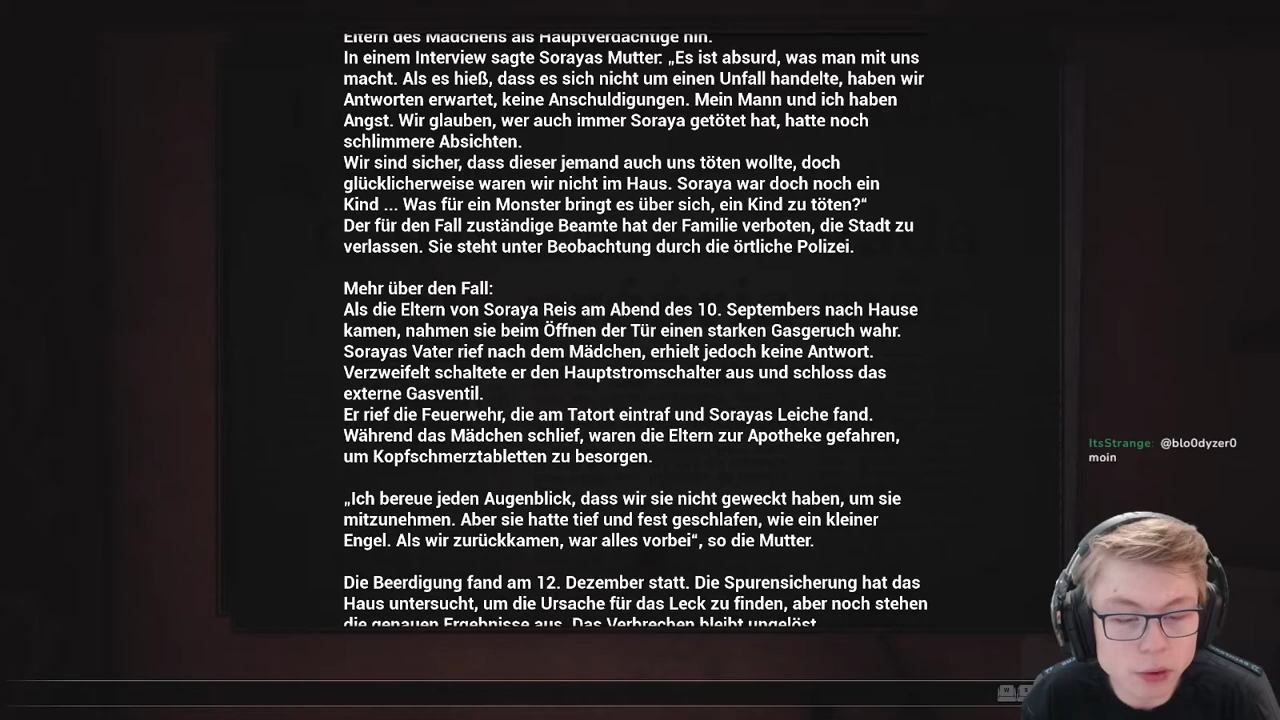 Eltern des Mädchens als Hauptverdächtige hin.
In einem Interview sagte Sorayas Mutter: „Es ist absurd, was man mit uns
macht. Als es hieß, dass es sich nicht um einen Unfall handelte, haben wir
Antworten erwartet, keine Anschuldigungen. Mein Mann und ich haben
Angst. Wir glauben, wer auch immer Soraya getötet hat, hatte noch
schlimmere Absichten.
Wir sind sicher, dass dieser jemand auch uns töten wollte, doch
glücklicherweise waren wir nicht im Haus. Soraya war doch noch ein
Kind ... Was für ein Monster bringt es über sich, ein Kind zu töten?“
Der für den Fall zuständige Beamte hat der Familie verboten, die Stadt zu
verlassen. Sie steht unter Beobachtung durch die örtliche Polizei.
Mehr über den Fall:
Als die Eltern von Soraya Reis am Abend des 10. Septembers nach Hause
kamen, nahmen sie beim Öffnen der Tür einen starken Gasgeruch wahr.
Sorayas Vater rief nach dem Mädchen, erhielt jedoch keine Antwort.
Verzweifelt schaltete er den Hauptstromschalter aus und schloss das
externe Gasventil.
Er rief die Feuerwehr, die am Tatort eintraf und Sorayas Leiche fand.
Während das Mädchen schlief, waren die Eltern zur Apotheke gefahren,
um Kopfschmerztabletten zu besorgen.
„Ich bereue jeden Augenblick, dass wir sie nicht geweckt haben, um sie
mitzunehmen. Aber sie hatte tief und fest geschlafen, wie ein kleiner
Engel. Als wir zurückkamen, war alles vorbei“, so die Mutter.
Die Beerdigung fand am 12. Dezember statt. Die Spurensicherung hat das
Haus untersucht, um die Ursache für das Leck zu finden, aber noch stehen
die genauen Ergebnisse aus. Das Verbrechen bleibt ungelöst.
ItsStrange: @blo0dyzer0
moin